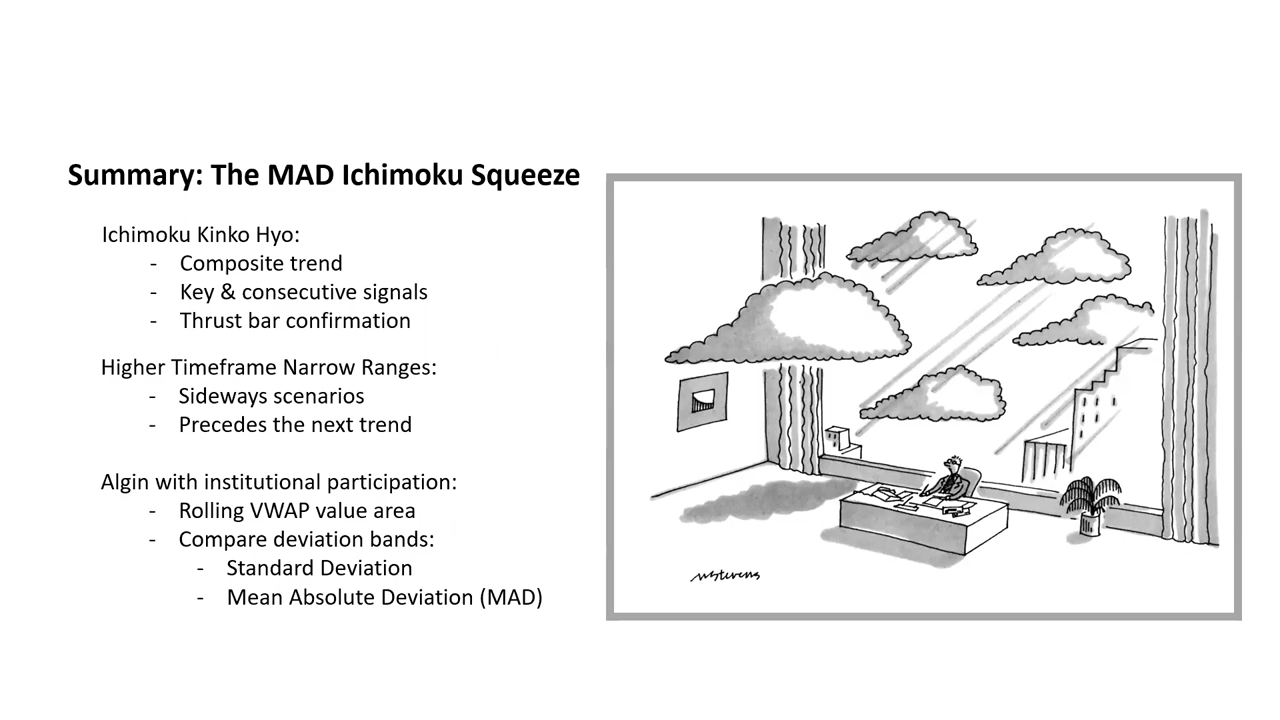 Summary: The MAD Ichimoku Squeeze
Ichimoku Kinko Hyo:
- Composite trend
- Key & consecutive signals
- Thrust bar confirmation
Higher Timeframe Narrow Ranges:
- Sideways scenarios
- Precedes the next trend
Algin with institutional participation:
- Rolling VWAP value area
- Compare deviation bands:
- Standard Deviation
- Mean Absolute Deviation (MAD)